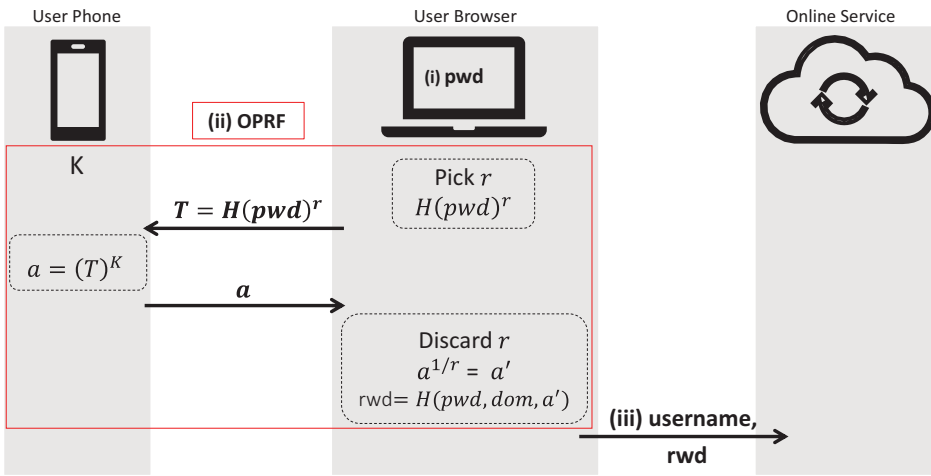 User Phone
User Browser
Online Service
(i) pwd
(ii) OPRF
K
Pick r
H(pwd)^r
T = H(pwd)^r
a = (T)^K
a
Discard r
a^{1/r} = a'
rwd= H(pwd, dom, a')
(iii) username,
rwd